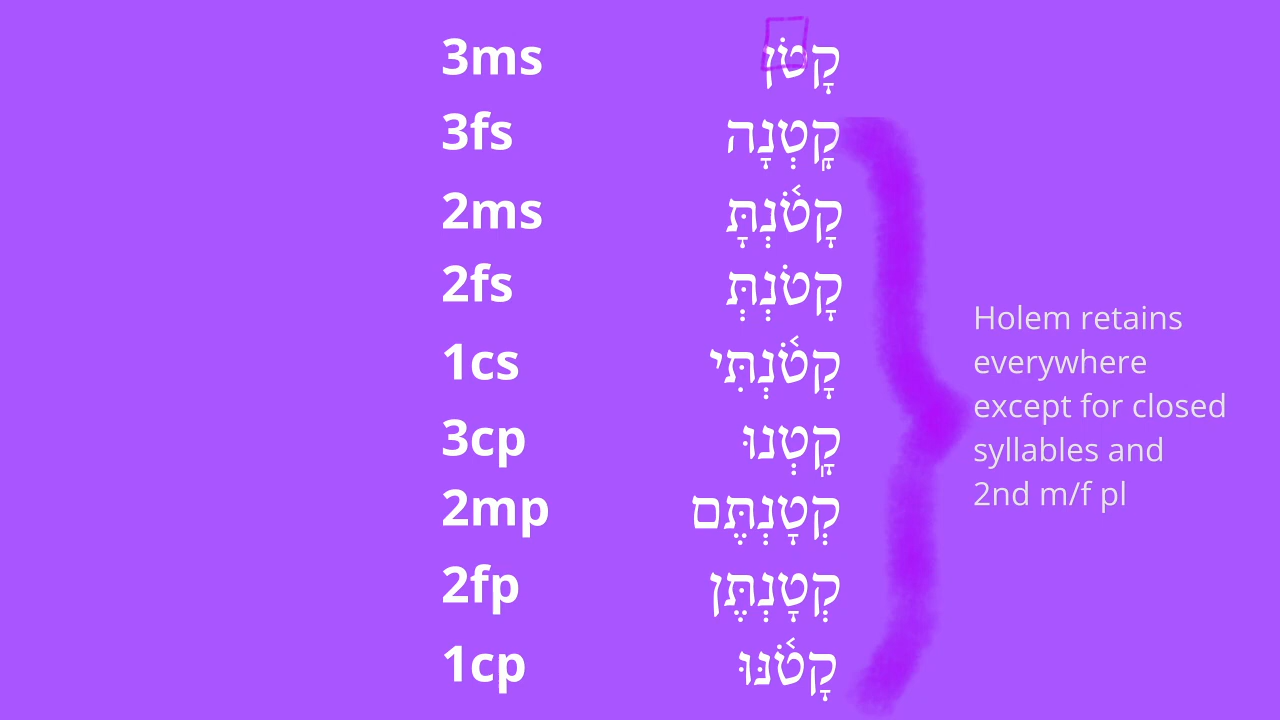 3ms קָטֹן
3fs קָֽטְנָה
2ms קָטֹ֫נְתָּ
2fs קָטֹנְתְּ
1cs קָטֹ֫נְתִּי
3cp קָֽטְנוּ
2mp קְטָנְתֶּם
2fp קְטָנְתֶּן
1cp קָטֹ֫נּוּ
Holem retains
everywhere
except for closed
syllables and
2nd m/f pl